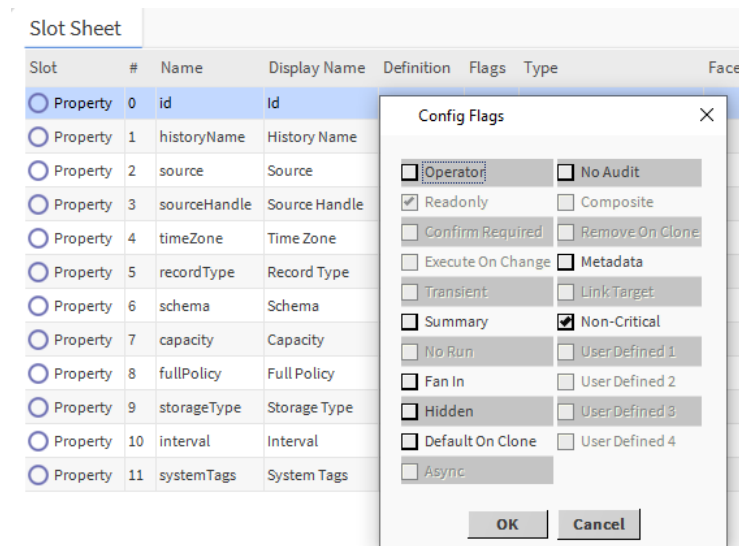 Slot Sheet
Slot # Name Display Name Definition Flags Type Face
Property 0 id Id
Config Flags
Property 1 historyName History Name
Property 2 source Source
Operator No Audit
Property 3 sourceHandle Source Handle
Readonly Composite
Property 4 timeZone Time Zone
Confirm Required Remove On Clone
Property 5 recordType Record Type
Execute On Change Metadata
Property 6 schema Schema
Transient Link Target
Summary Non-Critical
Property 7 capacity Capacity
No Run User Defined 1
Property 8 fullPolicy Full Policy
Fan In User Defined 2
Property 9 storageType Storage Type
Hidden User Defined 3
Property 10 interval Interval
Default On Clone User Defined 4
Property 11 systemTags System Tags
Async
OK Cancel